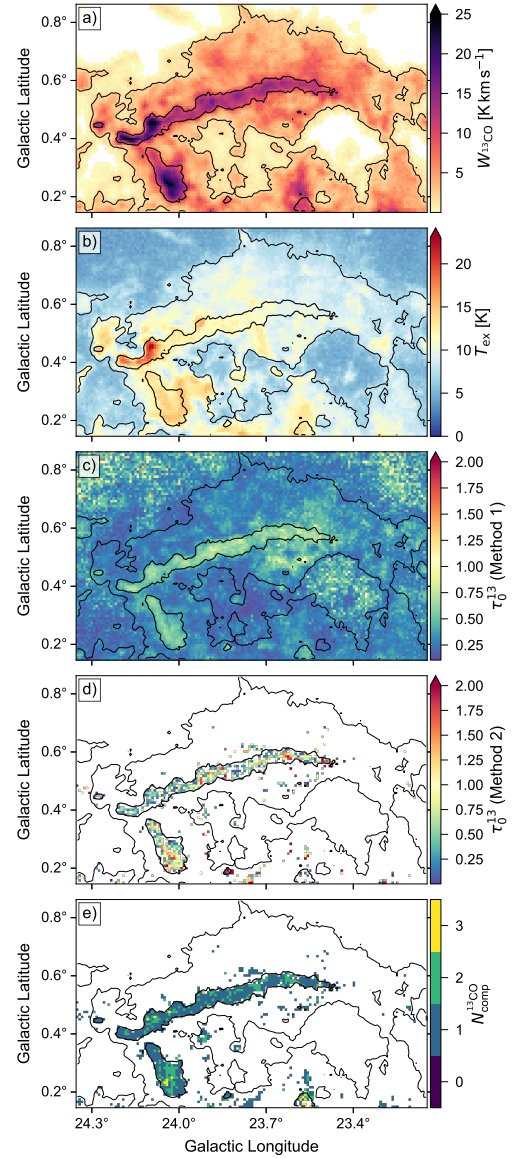 a)
0.8°
0.6°
0.4°
0.2°
Galactic Latitude
25
20
15
10
5
W₁₃CO [K km s⁻¹]
b)
0.8°
0.6°
0.4°
0.2°
Galactic Latitude
20
15
10
5
0
T_ex [K]
c)
0.8°
0.6°
0.4°
0.2°
Galactic Latitude
2.00
1.75
1.50
1.25
1.00
0.75
0.50
0.25
τ₀¹³ (Method 1)
d)
0.8°
0.6°
0.4°
0.2°
Galactic Latitude
2.00
1.75
1.50
1.25
1.00
0.75
0.50
0.25
τ₀¹³ (Method 2)
e)
0.8°
0.6°
0.4°
0.2°
Galactic Latitude
3
2
1
0
N_comp^¹³CO
24.3° 24.0° 23.7° 23.4°
Galactic Longitude